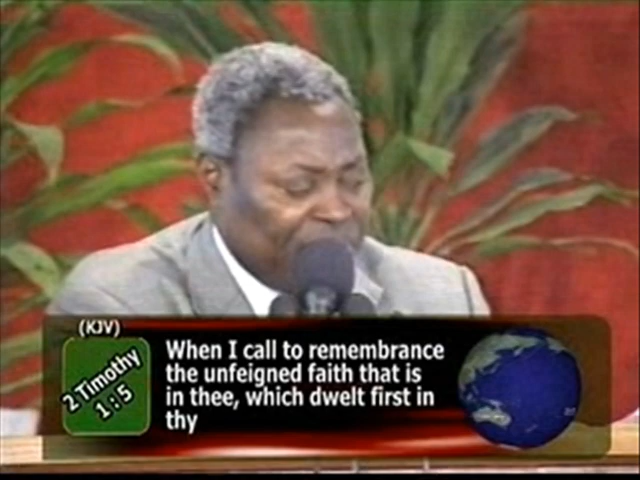 (KJV)
2 Timothy
1 : 5
When I call to remembrance
the unfeigned faith that is
in thee, which dwelt first in
thy